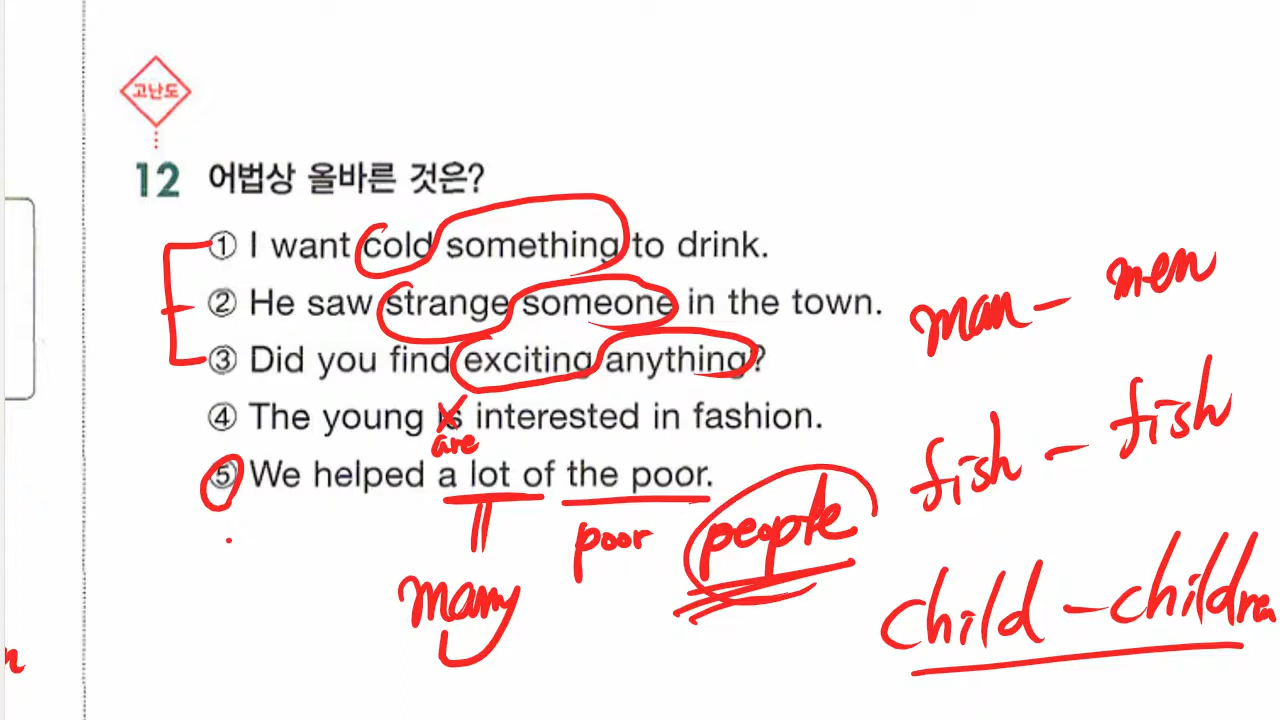 고난도
12 어법상 올바른 것은?
① I want cold something to drink.
② He saw strange someone in the town.
③ Did you find exciting anything?
④ The young is interested in fashion.
are
⑤ We helped a lot of the poor.
many
poor people
man - men
fish - fish
child - children
n